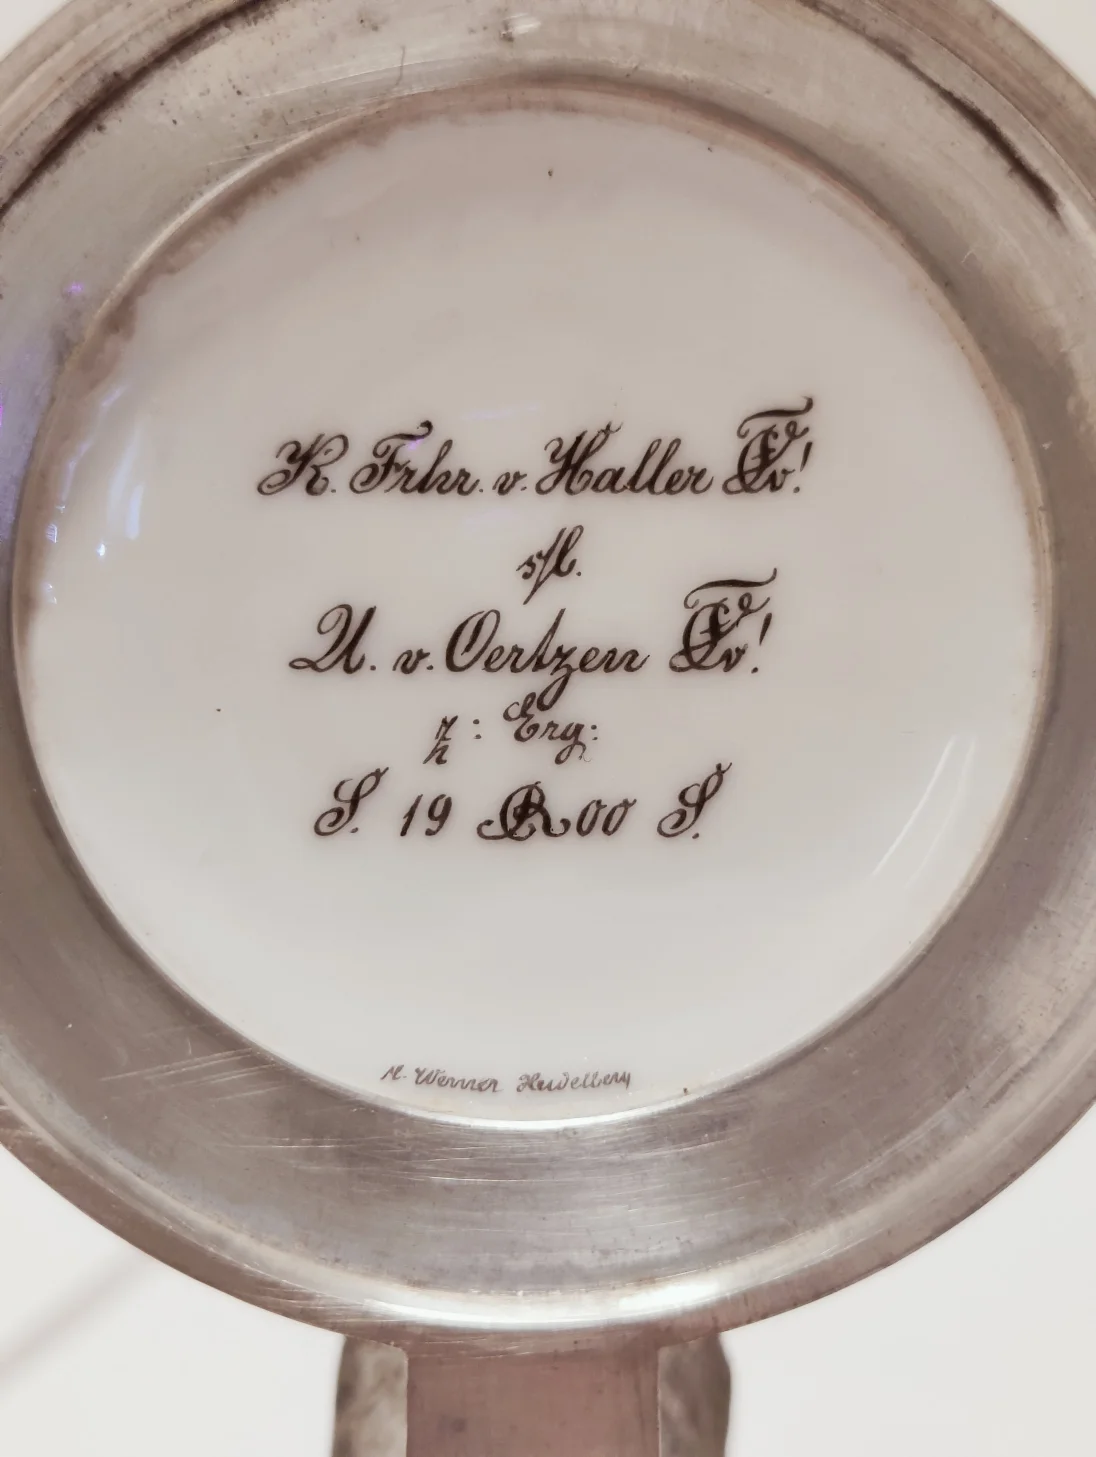 K. Frhr. v. Haller
s/l.
U. v. Oertzen
z: Erg:
S. 19 00 S.
M. Werner Heidelberg